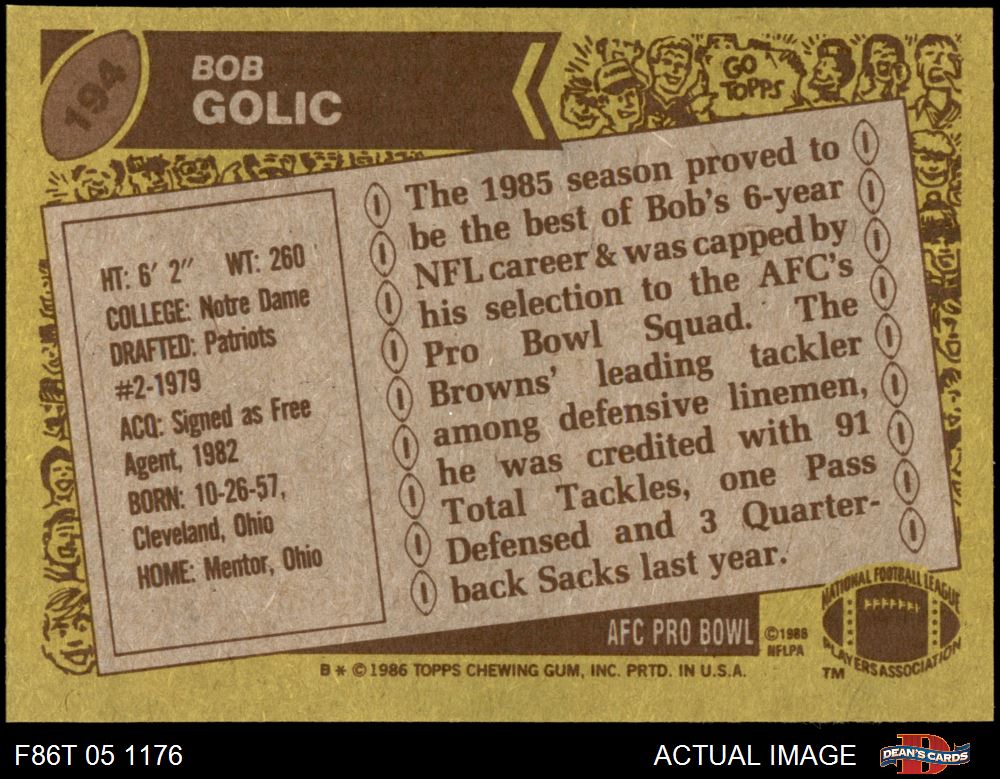 194
BOB
GOLIC
GO
TOPPS
HT: 6' 2" WT: 260
COLLEGE: Notre Dame
DRAFTED: Patriots
#2-1979
ACQ: Signed as Free
Agent, 1982
BORN: 10-26-57,
Cleveland, Ohio
HOME: Mentor, Ohio
The 1985 season proved to
be the best of Bob's 6-year
NFL career & was capped by
his selection to the AFC's
Pro Bowl Squad. The
Browns' leading tackler
among defensive linemen,
he was credited with 91
Total Tackles, one Pass
Defensed and 3 Quarter-
back Sacks last year.
AFC PRO BOWL
©1986
NFLPA
NATIONAL FOOTBALL LEAGUE
PLAYERS ASSOCIATION
TM
B * © 1986 TOPPS CHEWING GUM, INC. PRTD. IN U.S.A.
F86T 05 1176
ACTUAL IMAGE
D
DEAN'S CARDS